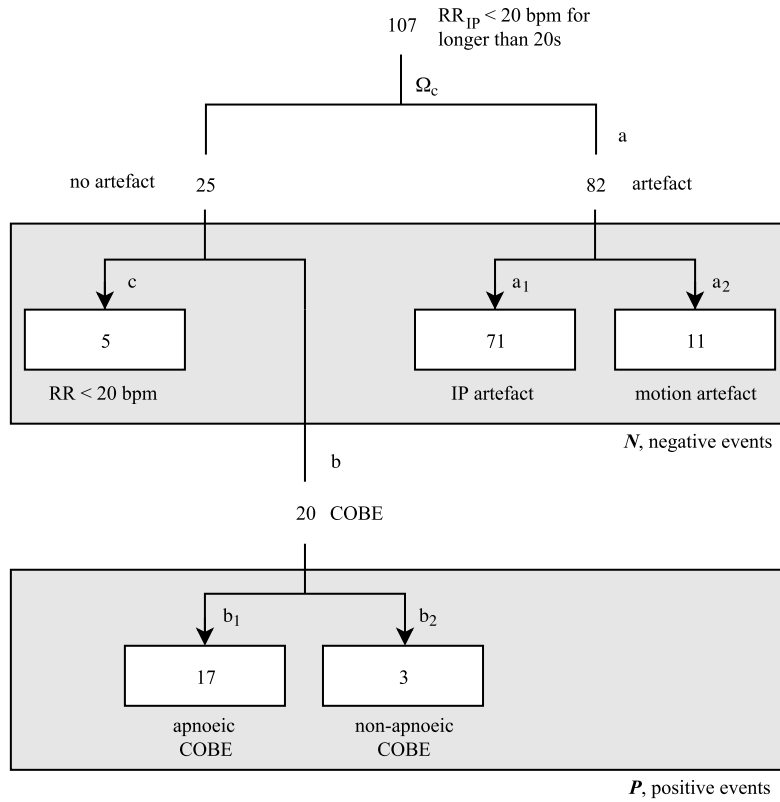 107 RR_IP < 20 bpm for
longer than 20s
Ω_c
a
no artefact 25
82 artefact
c
a_1
a_2
5
71
11
RR < 20 bpm
IP artefact
motion artefact
N, negative events
b
20 COBE
b_1
b_2
17
3
apnoeic
COBE
non-apnoeic
COBE
P, positive events